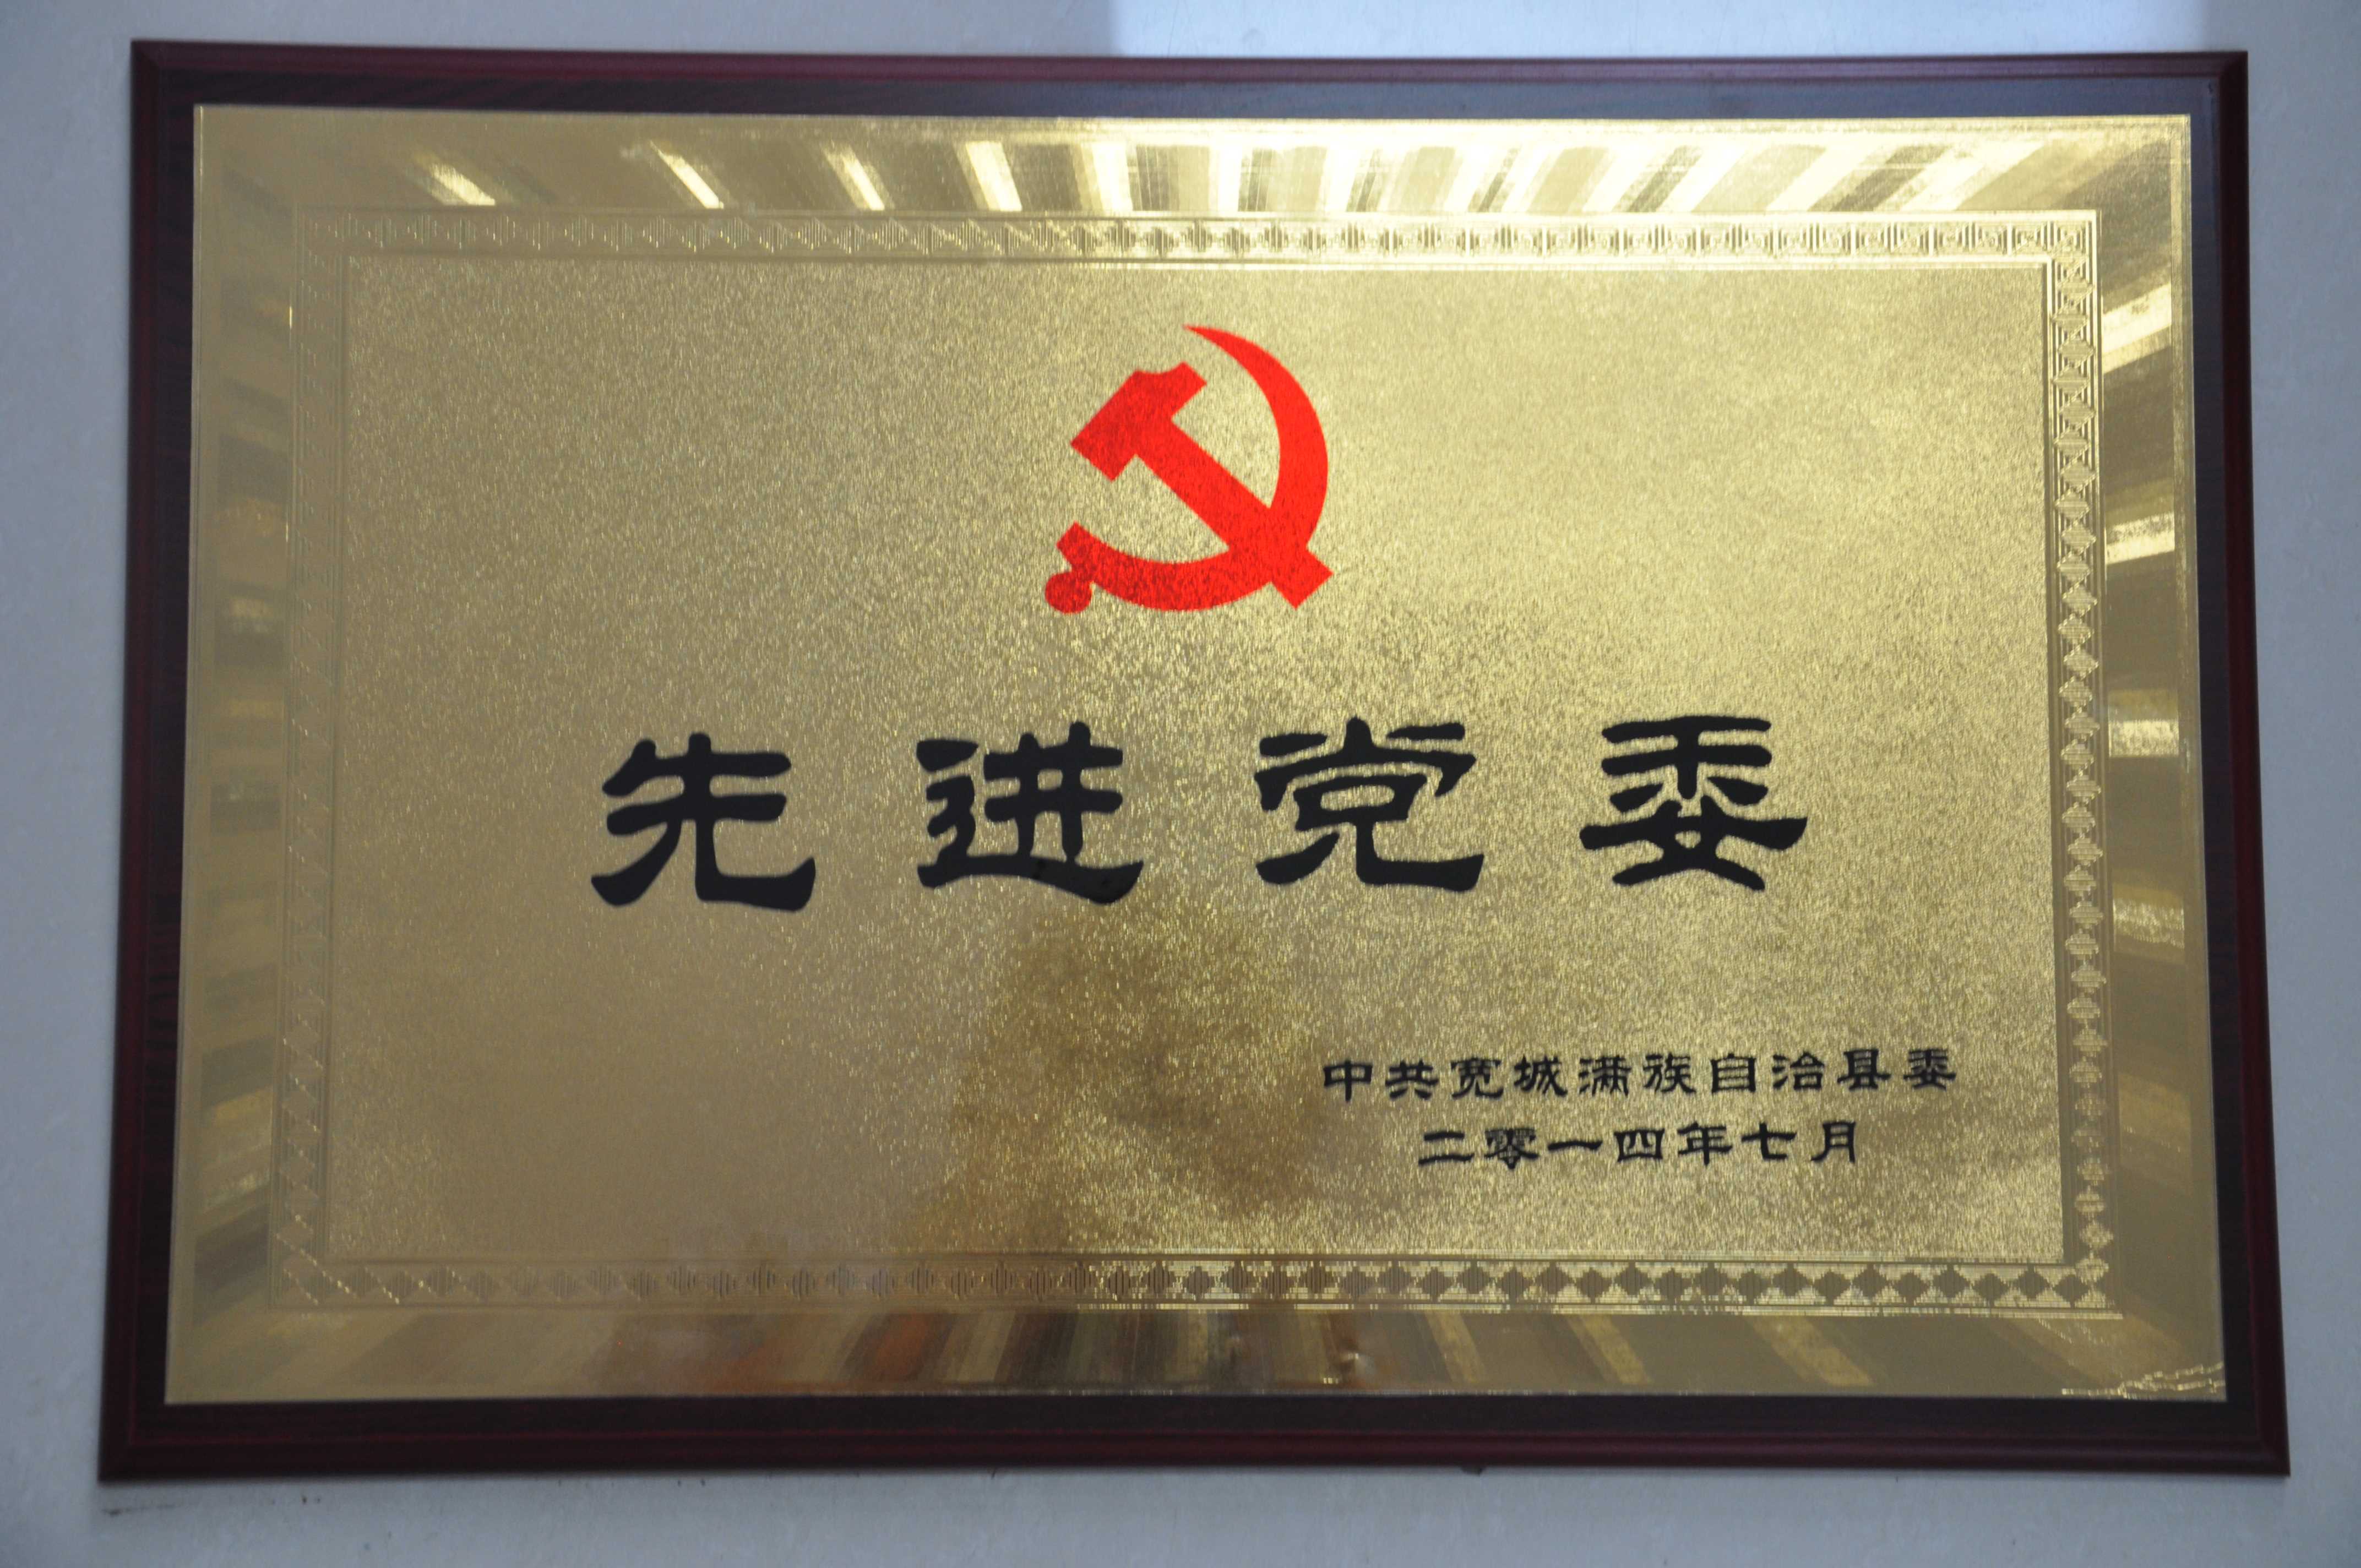 先进党委
中共宽城满族自治县委
二零一四年七月